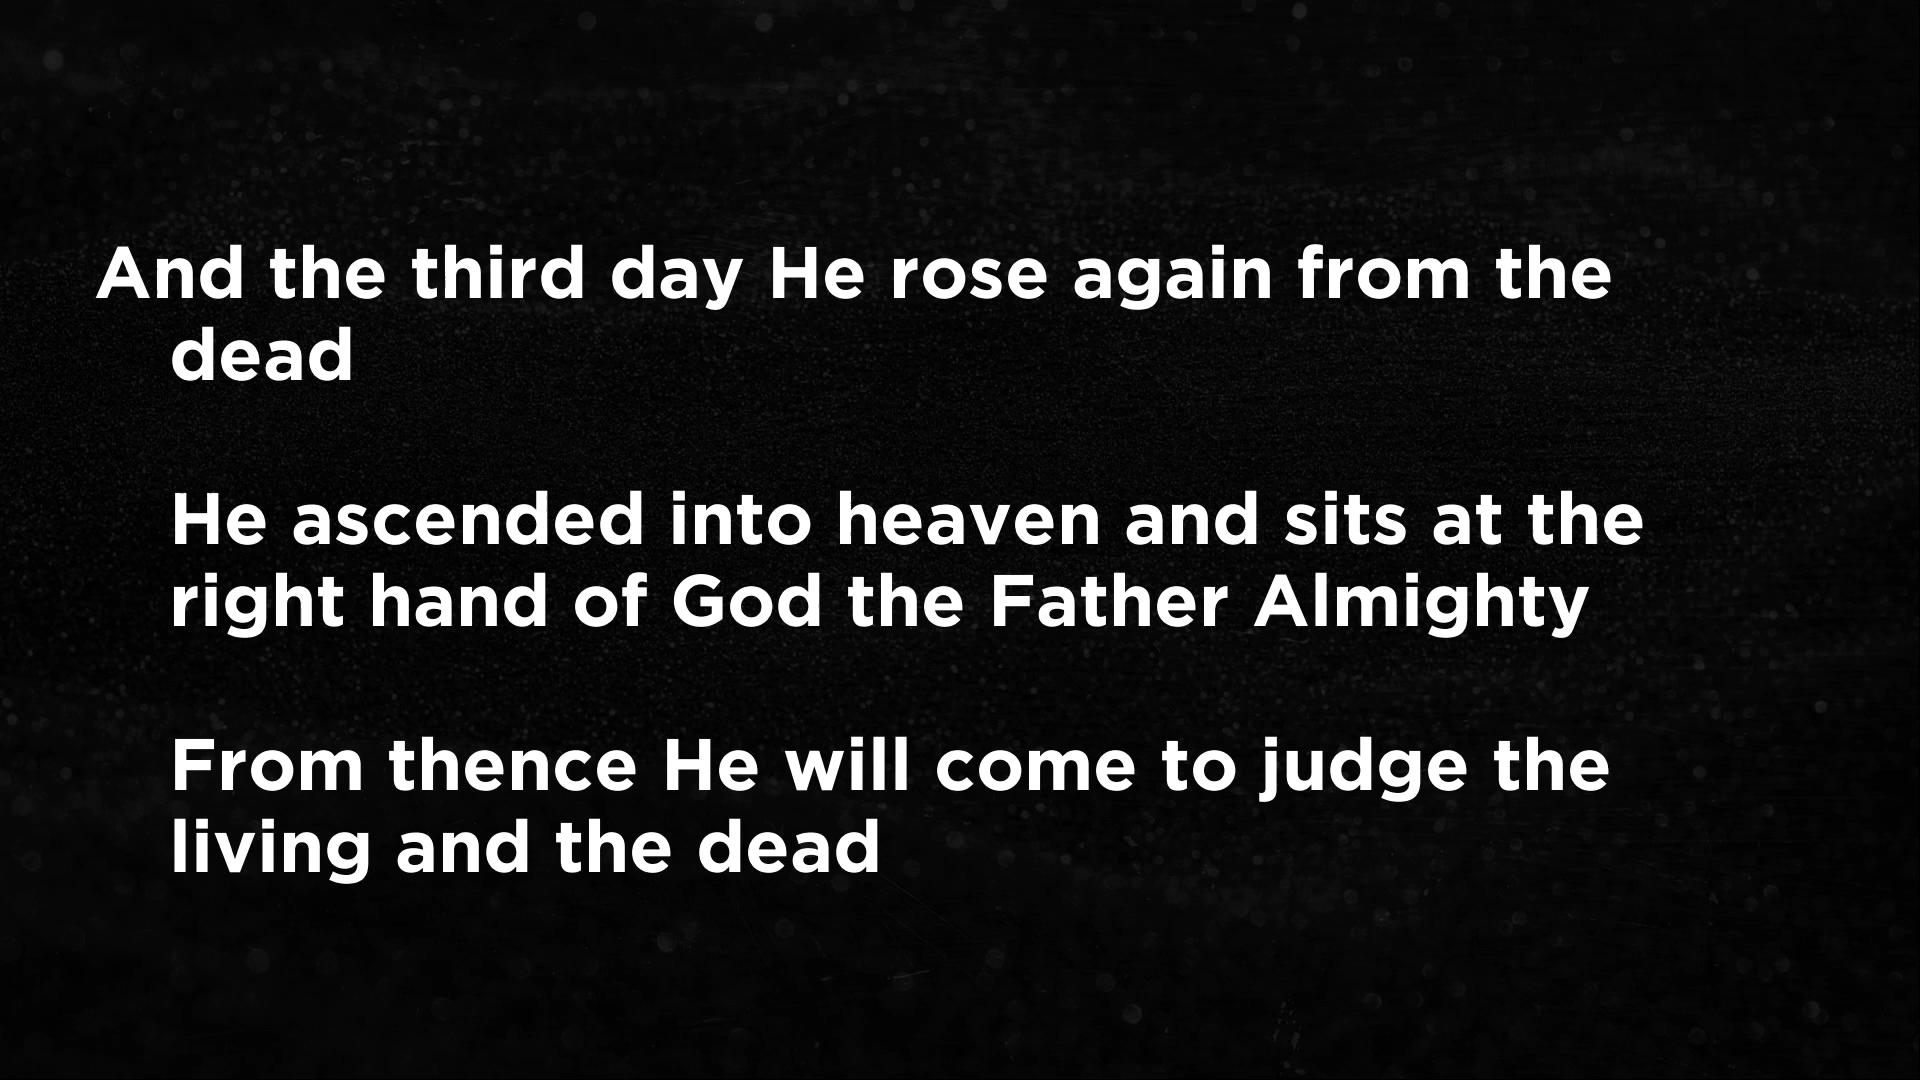 And the third day He rose again from the
dead
He ascended into heaven and sits at the
right hand of God the Father Almighty
From thence He will come to judge the
living and the dead